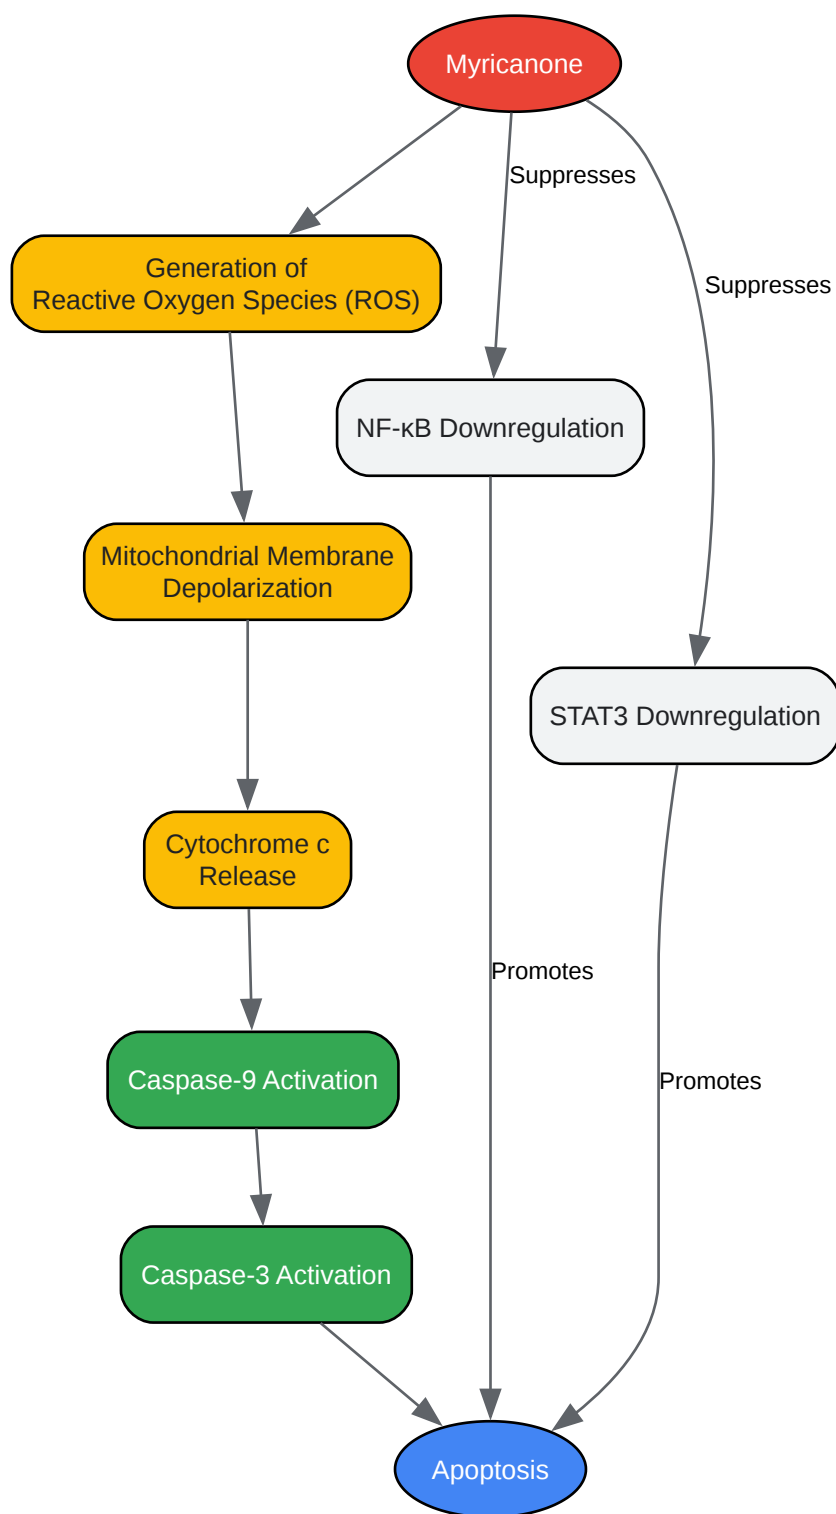 Myricanone
Suppresses
Generation of
Reactive Oxygen Species (ROS)
Suppresses
NF-κB Downregulation
Mitochondrial Membrane
Depolarization
STAT3 Downregulation
Cytochrome c
Release
Promotes
Caspase-9 Activation
Promotes
Caspase-3 Activation
Apoptosis